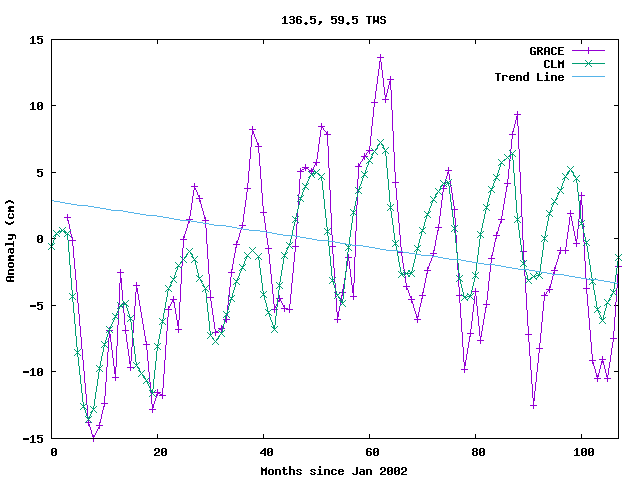 136.5, 59.5 TWS
GRACE
CLM
Trend Line
15
10
5
0
-5
-10
-15
Anomaly (cm)
0 20 40 60 80 100
Months since Jan 2002